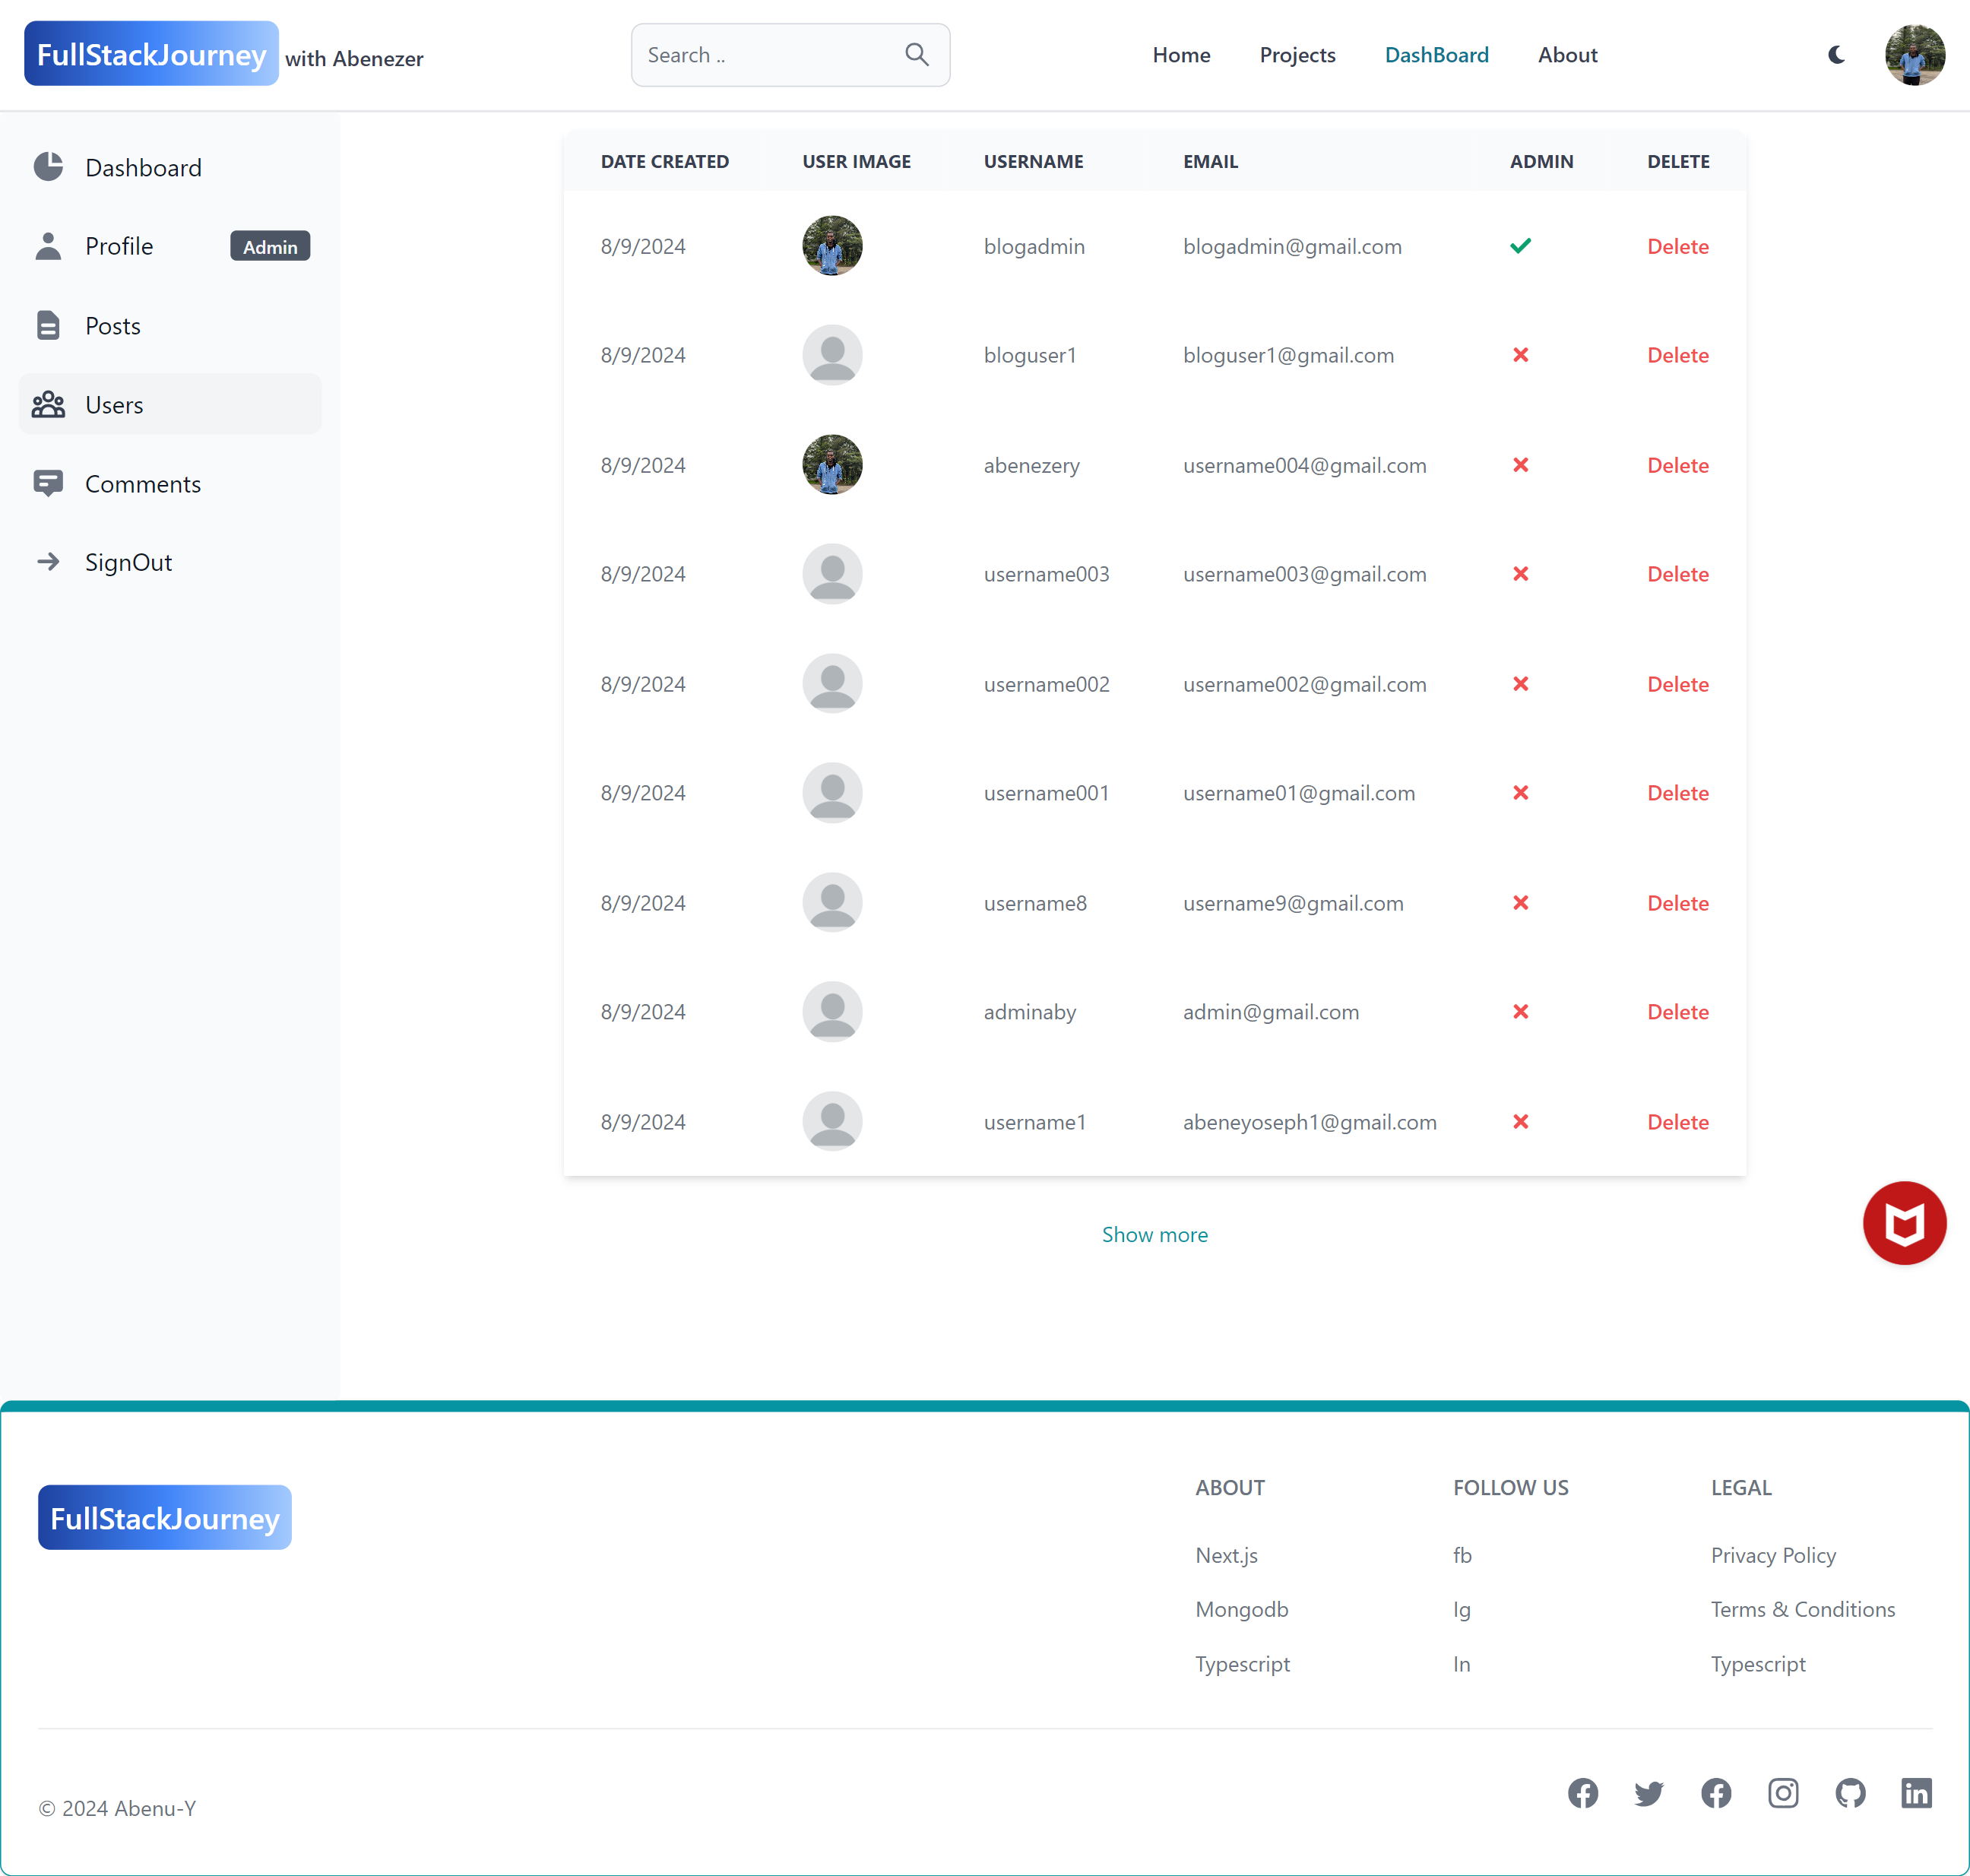 FullStackJourney with Abenezer
Search ..
Home Projects DashBoard About
Dashboard
Profile Admin
Posts
Users
Comments
SignOut
DATE CREATED USER IMAGE USERNAME EMAIL ADMIN DELETE
8/9/2024 blogadmin blogadmin@gmail.com Delete
8/9/2024 bloguser1 bloguser1@gmail.com Delete
8/9/2024 abenezery username004@gmail.com Delete
8/9/2024 username003 username003@gmail.com Delete
8/9/2024 username002 username002@gmail.com Delete
8/9/2024 username001 username01@gmail.com Delete
8/9/2024 username8 username9@gmail.com Delete
8/9/2024 adminaby admin@gmail.com Delete
8/9/2024 username1 abeneyoseph1@gmail.com Delete
Show more
FullStackJourney
ABOUT
Next.js
Mongodb
Typescript
FOLLOW US
fb
Ig
In
LEGAL
Privacy Policy
Terms & Conditions
Typescript
© 2024 Abenu-Y